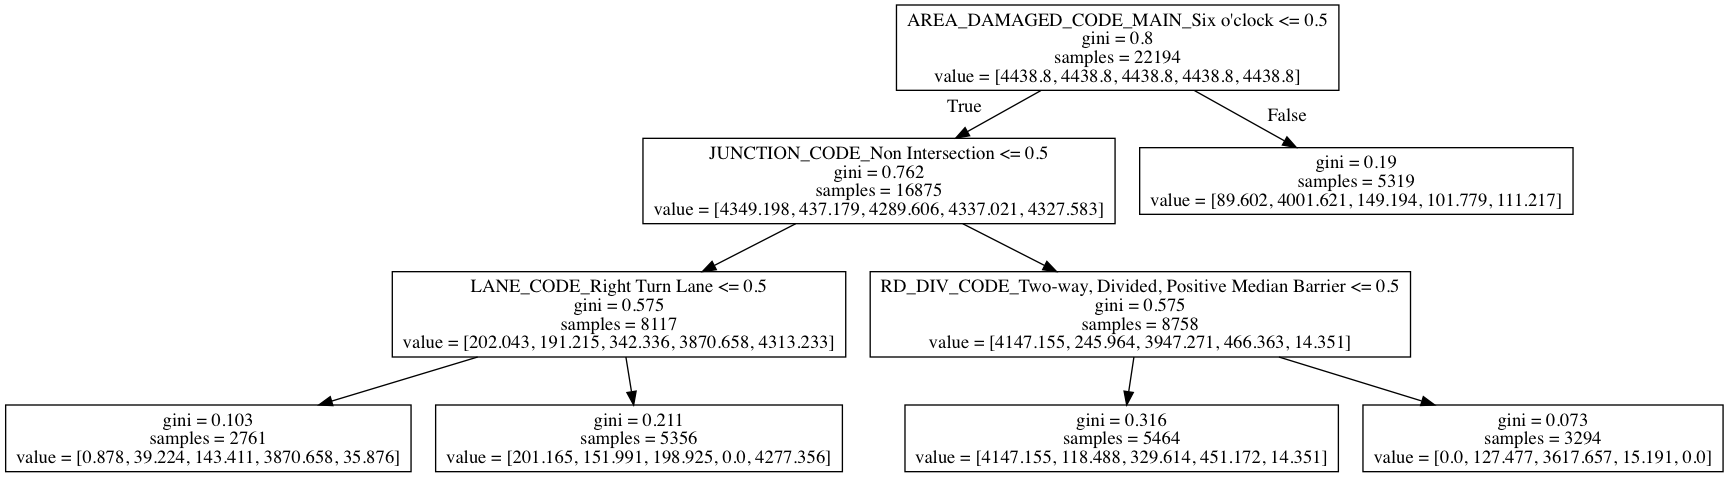 AREA_DAMAGED_CODE_MAIN_Six o'clock <= 0.5
gini = 0.8
samples = 22194
value = [4438.8, 4438.8, 4438.8, 4438.8, 4438.8]
True
False
JUNCTION_CODE_Non Intersection <= 0.5
gini = 0.762
samples = 16875
value = [4349.198, 437.179, 4289.606, 4337.021, 4327.583]
gini = 0.19
samples = 5319
value = [89.602, 4001.621, 149.194, 101.779, 111.217]
LANE_CODE_Right Turn Lane <= 0.5
gini = 0.575
samples = 8117
value = [202.043, 191.215, 342.336, 3870.658, 4313.233]
RD_DIV_CODE_Two-way, Divided, Positive Median Barrier <= 0.5
gini = 0.575
samples = 8758
value = [4147.155, 245.964, 3947.271, 466.363, 14.351]
gini = 0.103
samples = 2761
value = [0.878, 39.224, 143.411, 3870.658, 35.876]
gini = 0.211
samples = 5356
value = [201.165, 151.991, 198.925, 0.0, 4277.356]
gini = 0.316
samples = 5464
value = [4147.155, 118.488, 329.614, 451.172, 14.351]
gini = 0.073
samples = 3294
value = [0.0, 127.477, 3617.657, 15.191, 0.0]